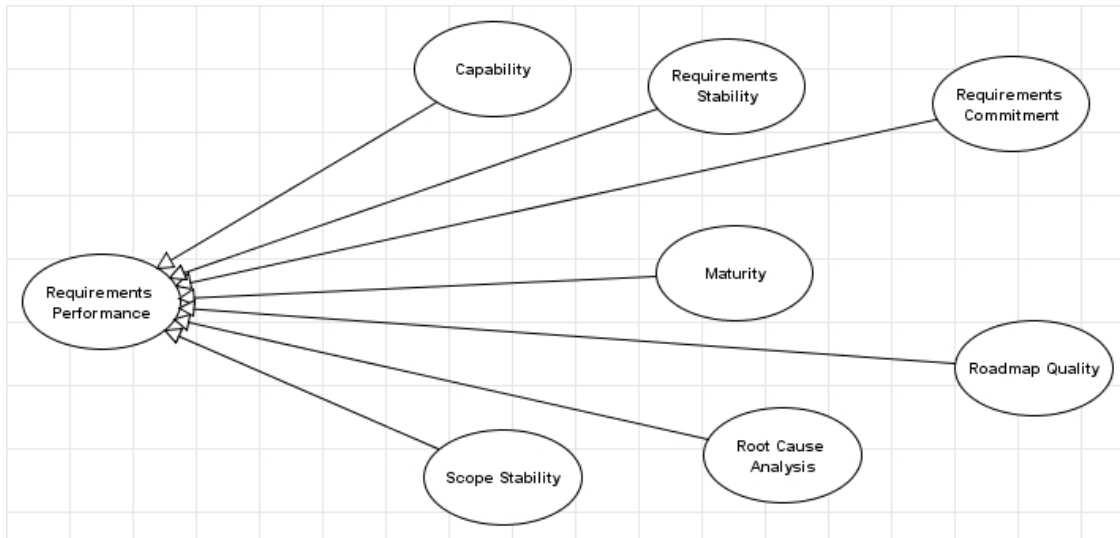 Capability
Requirements
Stability
Requirements
Commitment
Maturity
Requirements
Performance
Roadmap Quality
Root Cause
Analysis
Scope Stability